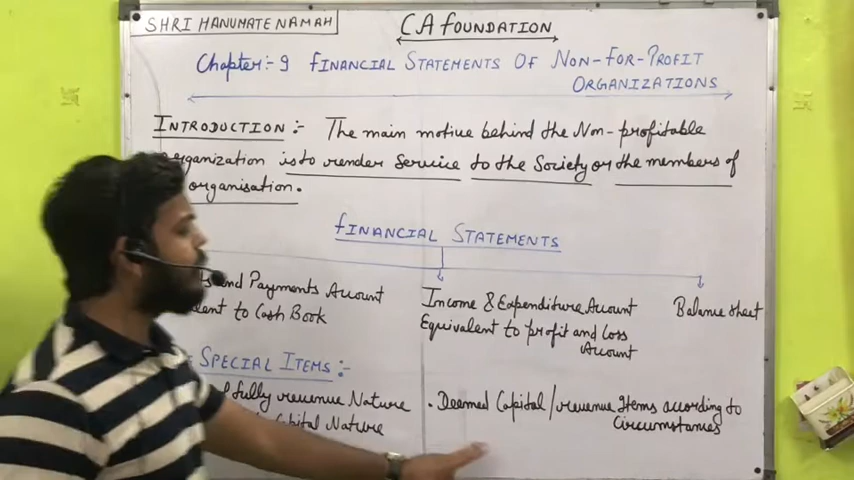 SHRI HANUMATE NAMAH
CA FOUNDATION
Chapter:- 9 FINANCIAL STATEMENTS OF NON-FOR-PROFIT
ORGANIZATIONS
INTRODUCTION :- The main motive behind the Non-profitable
organization is to render service to the society or the members of
organisation.
FINANCIAL STATEMENTS
and Payments Account
to Cash Book
Income & Expenditure Account
Equivalent to profit and Loss
Account
Balance sheet
SPECIAL ITEMS :-
fully revenue Nature
Capital Nature
• Deemed Capital/revenue Items according to
Circumstances